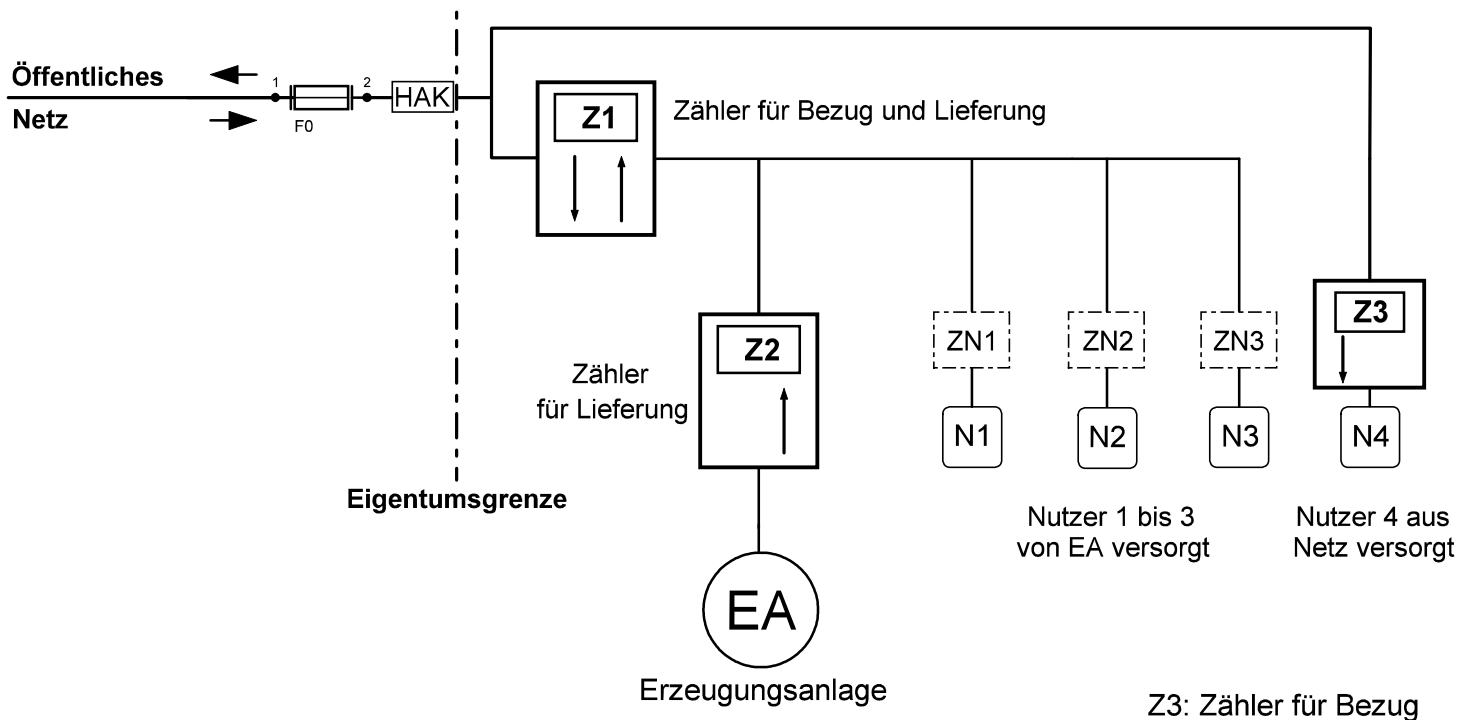 Öffentliches
Netz
1
2
F0
HAK
Z1
Zähler für Bezug und Lieferung
Z2
Zähler
für Lieferung
ZN1
ZN2
ZN3
Z3
N1
N2
N3
N4
Eigentumsgrenze
Nutzer 1 bis 3
von EA versorgt
Nutzer 4 aus
Netz versorgt
EA
Erzeugungsanlage
Z3: Zähler für Bezug